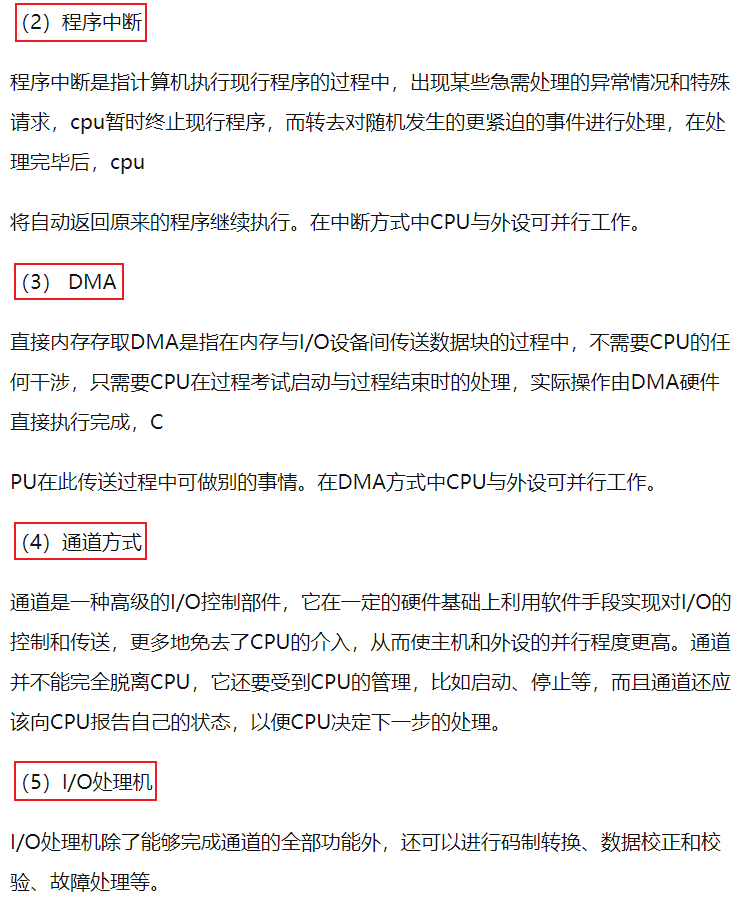 （2）程序中断
程序中断是指计算机执行现行程序的过程中，出现某些急需处理的异常情况和特殊
请求，cpu暂时终止现行程序，而转去对随机发生的更紧迫的事件进行处理，在处
理完毕后，cpu
将自动返回原来的程序继续执行。在中断方式中CPU与外设可并行工作。
（3） DMA
直接内存存取DMA是指在内存与I/O设备间传送数据块的过程中，不需要CPU的任
何干涉，只需要CPU在过程考试启动与过程结束时的处理，实际操作由DMA硬件
直接执行完成，C
PU在此传送过程中可做别的事情。在DMA方式中CPU与外设可并行工作。
（4）通道方式
通道是一种高级的I/O控制部件，它在一定的硬件基础上利用软件手段实现对I/O的
控制和传送，更多地免去了CPU的介入，从而使主机和外设的并行程度更高。通道
并不能完全脱离CPU，它还要受到CPU的管理，比如启动、停止等，而且通道还应
该向CPU报告自己的状态，以便CPU决定下一步的处理。
（5）I/O处理机
I/O处理机除了能够完成通道的全部功能外，还可以进行码制转换、数据校正和校
验、故障处理等。